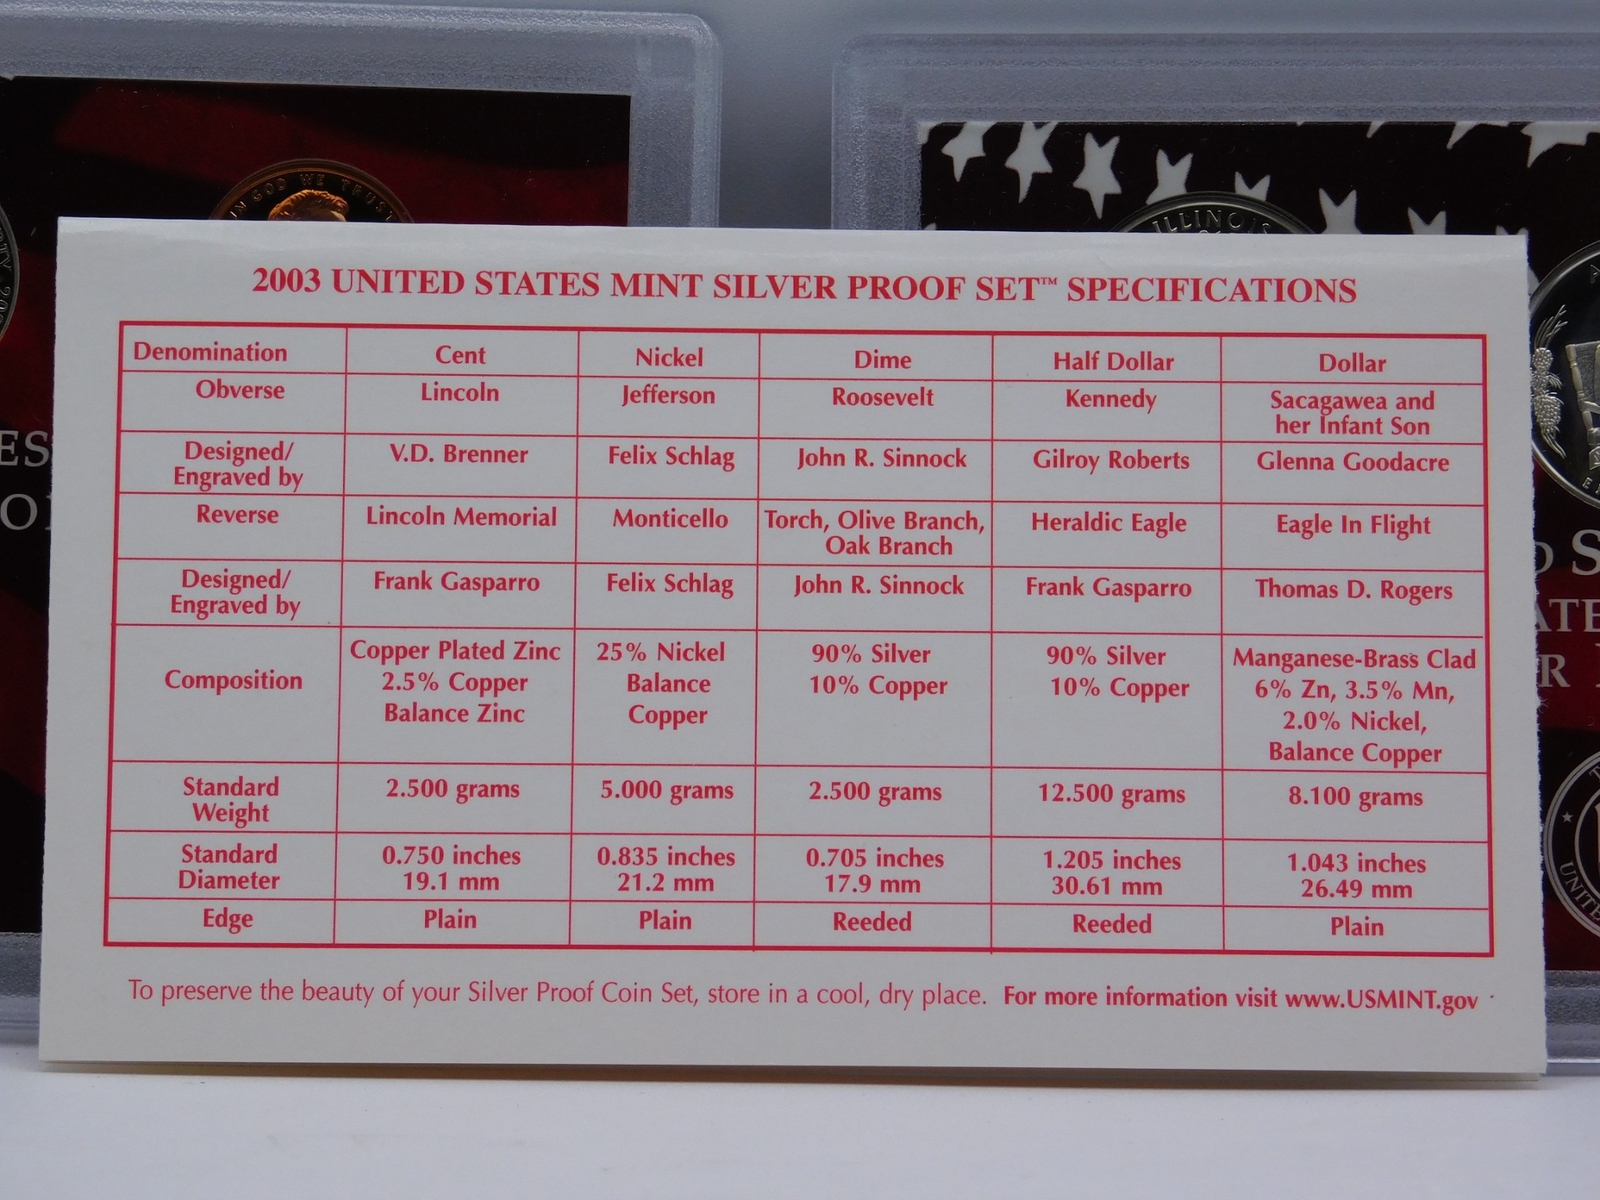 IN GOD WE TRUST
ILLINOIS
2003 UNITED STATES MINT SILVER PROOF SET™ SPECIFICATIONS
Denomination Cent Nickel Dime Half Dollar Dollar
Obverse Lincoln Jefferson Roosevelt Kennedy Sacagawea and
her Infant Son
Designed/ V.D. Brenner Felix Schlag John R. Sinnock Gilroy Roberts Glenna Goodacre
Engraved by
Reverse Lincoln Memorial Monticello Torch, Olive Branch, Heraldic Eagle Eagle In Flight
Oak Branch
Designed/ Frank Gasparro Felix Schlag John R. Sinnock Frank Gasparro Thomas D. Rogers
Engraved by
Copper Plated Zinc 25% Nickel 90% Silver 90% Silver Manganese-Brass Clad
Composition 2.5% Copper Balance 10% Copper 10% Copper 6% Zn, 3.5% Mn,
Balance Zinc Copper 2.0% Nickel,
Balance Copper
Standard 2.500 grams 5.000 grams 2.500 grams 12.500 grams 8.100 grams
Weight
Standard 0.750 inches 0.835 inches 0.705 inches 1.205 inches 1.043 inches
Diameter 19.1 mm 21.2 mm 17.9 mm 30.61 mm 26.49 mm
Edge Plain Plain Reeded Reeded Plain
To preserve the beauty of your Silver Proof Coin Set, store in a cool, dry place. For more information visit www.USMINT.gov